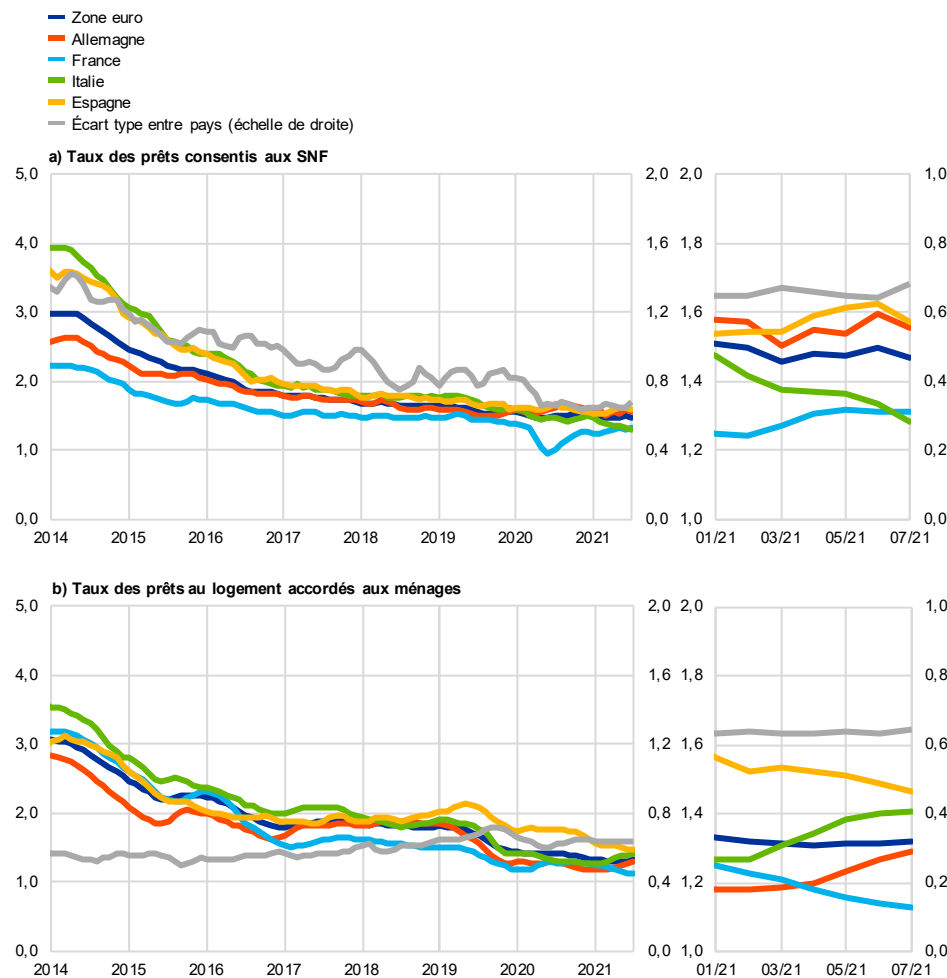 Zone euro
Allemagne
France
Italie
Espagne
Écart type entre pays (échelle de droite)
a) Taux des prêts consentis aux SNF
5,0 2,0 2,0 1,0
4,0 1,6 1,8 0,8
3,0 1,2 1,6 0,6
2,0 0,8 1,4 0,4
1,0 0,4 1,2 0,2
0,0 0,0 1,0 0,0
2014 2015 2016 2017 2018 2019 2020 2021 01/21 03/21 05/21 07/21
b) Taux des prêts au logement accordés aux ménages
5,0 2,0 2,0 1,0
4,0 1,6 1,8 0,8
3,0 1,2 1,6 0,6
2,0 0,8 1,4 0,4
1,0 0,4 1,2 0,2
0,0 0,0 1,0 0,0
2014 2015 2016 2017 2018 2019 2020 2021 01/21 03/21 05/21 07/21